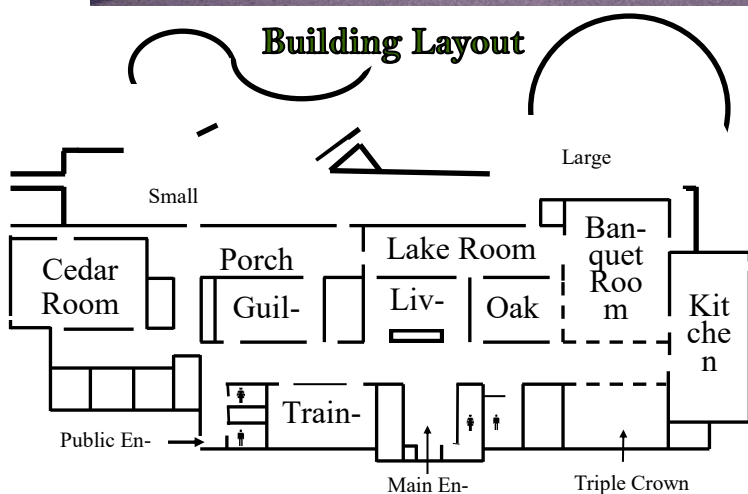 Building Layout
Large
Small
Ban-
quet
Roo
m
Lake Room
Porch
Cedar
Room
Guil-
Liv-
Oak
Kit
che
n
Train-
Public En-
Main En-
Triple Crown